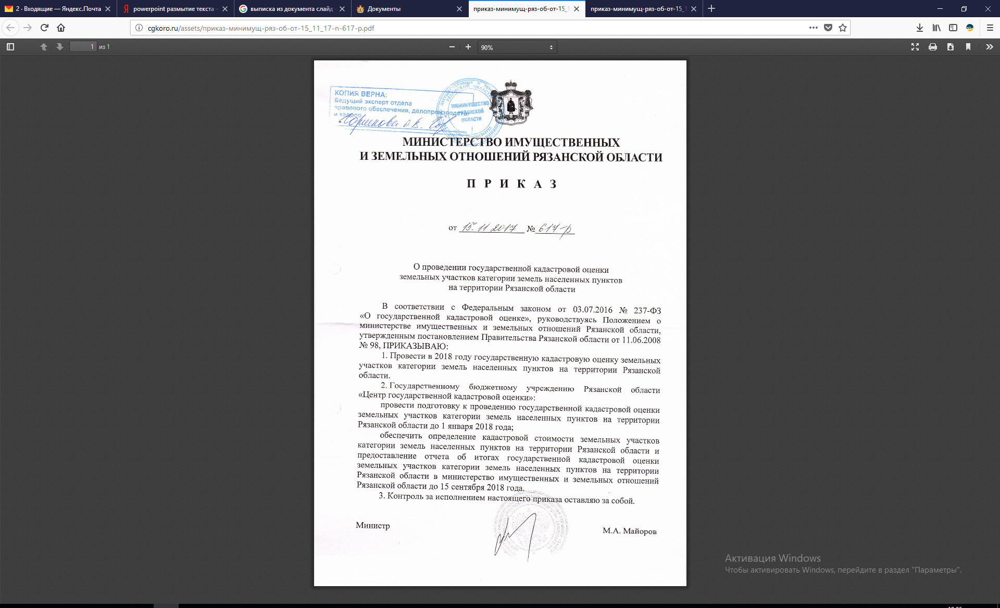 2 · Входящие — Яндекс.Почта
powerpoint размытие текста -
выписка из документа слайд -
Документы
приказ-минимущ-ряз-об-от-15_1
приказ-минимущ-ряз-об-от-15_1
cgkoro.ru/assets/приказ-минимущ-ряз-об-от-15_11_17-n-617-р.pdf
1 из 1
90%
КОПИЯ ВЕРНА:
Ведущий эксперт отдела
правового обеспечения, делопроизводства
и кадров
МИНИМУЩЕСТВО
РЯЗАНСКОЙ
ОБЛАСТИ
МИНИСТЕРСТВО ИМУЩЕСТВЕННЫХ
И ЗЕМЕЛЬНЫХ ОТНОШЕНИЙ РЯЗАНСКОЙ ОБЛАСТИ
П Р И К А З
от 15.11.2017 № 617-р
О проведении государственной кадастровой оценки
земельных участков категории земель населенных пунктов
на территории Рязанской области
В соответствии с Федеральным законом от 03.07.2016 № 237-ФЗ
«О государственной кадастровой оценке», руководствуясь Положением о
министерстве имущественных и земельных отношений Рязанской области,
утвержденным постановлением Правительства Рязанской области от 11.06.2008
№ 98, ПРИКАЗЫВАЮ:
1. Провести в 2018 году государственную кадастровую оценку земельных
участков категории земель населенных пунктов на территории Рязанской
области.
2. Государственному бюджетному учреждению Рязанской области
«Центр государственной кадастровой оценки»:
провести подготовку к проведению государственной кадастровой оценки
земельных участков категории земель населенных пунктов на территории
Рязанской области до 1 января 2018 года;
обеспечить определение кадастровой стоимости земельных участков
категории земель населенных пунктов на территории Рязанской области и
предоставление отчета об итогах государственной кадастровой оценки
земельных участков категории земель населенных пунктов на территории
Рязанской области в министерство имущественных и земельных отношений
Рязанской области до 15 сентября 2018 года.
3. Контроль за исполнением настоящего приказа оставляю за собой.
Министр
М.А. Майоров
Активация Windows
Чтобы активировать Windows, перейдите в раздел "Параметры".